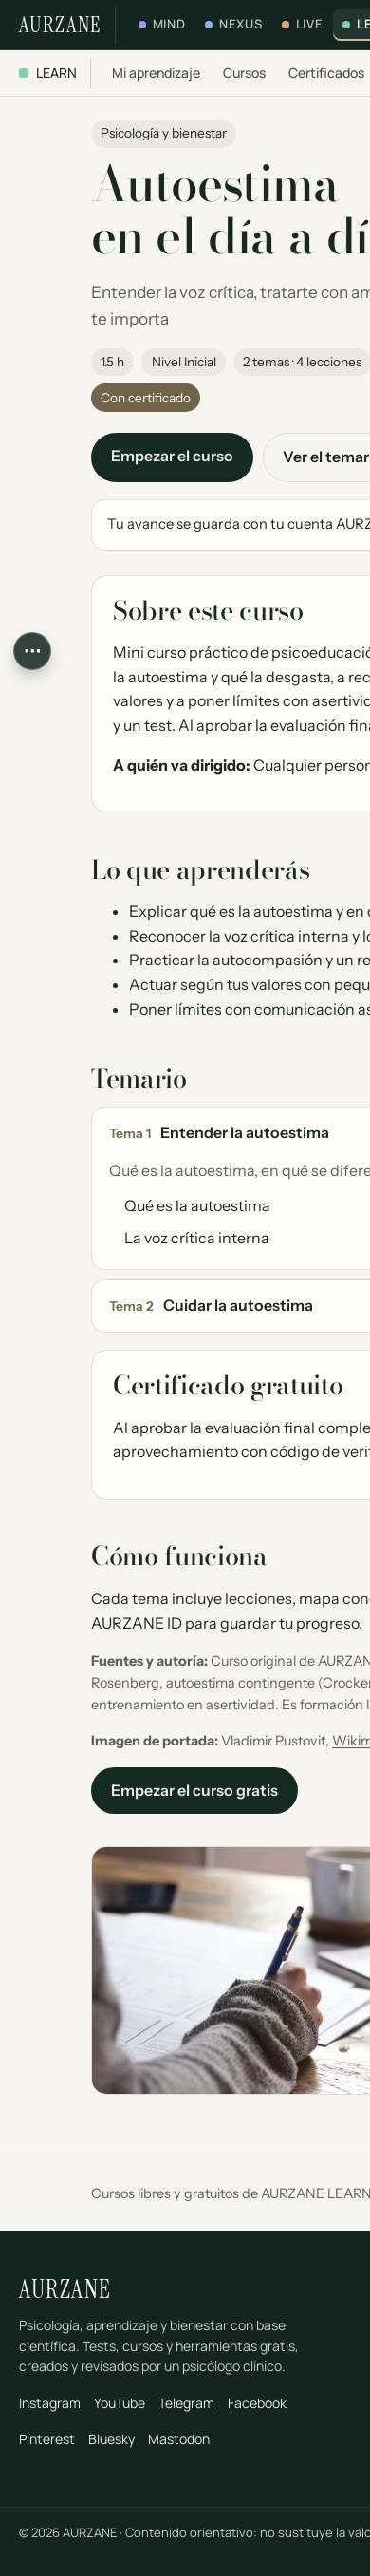 AURZANE
MIND
NEXUS
LIVE
LE
LEARN
Mi aprendizaje
Cursos
Certificados
Psicología y bienestar
Autoestima
en el día a dí
Entender la voz crítica, tratarte con am
te importa
1.5 h
Nivel Inicial
2 temas · 4 lecciones
Con certificado
Empezar el curso
Ver el temar
Tu avance se guarda con tu cuenta AURZ
Sobre este curso
Mini curso práctico de psicoeducació
la autoestima y qué la desgasta, a rec
valores y a poner límites con asertivid
y un test. Al aprobar la evaluación fina
A quién va dirigido: Cualquier person
Lo que aprenderás
• Explicar qué es la autoestima y en q
• Reconocer la voz crítica interna y lo
• Practicar la autocompasión y un re
• Actuar según tus valores con pequ
• Poner límites con comunicación as
Temario
Tema 1 Entender la autoestima
Qué es la autoestima, en qué se difere
Qué es la autoestima
La voz crítica interna
Tema 2 Cuidar la autoestima
Certificado gratuito
Al aprobar la evaluación final comple
aprovechamiento con código de verif
Cómo funciona
Cada tema incluye lecciones, mapa conc
AURZANE ID para guardar tu progreso.
Fuentes y autoría: Curso original de AURZAN
Rosenberg, autoestima contingente (Crocker
entrenamiento en asertividad. Es formación l
Imagen de portada: Vladimir Pustovit, Wikim
Empezar el curso gratis
Cursos libres y gratuitos de AURZANE LEARN
AURZANE
Psicología, aprendizaje y bienestar con base
científica. Tests, cursos y herramientas gratis,
creados y revisados por un psicólogo clínico.
Instagram YouTube Telegram Facebook
Pinterest Bluesky Mastodon
© 2026 AURZANE · Contenido orientativo: no sustituye la valo